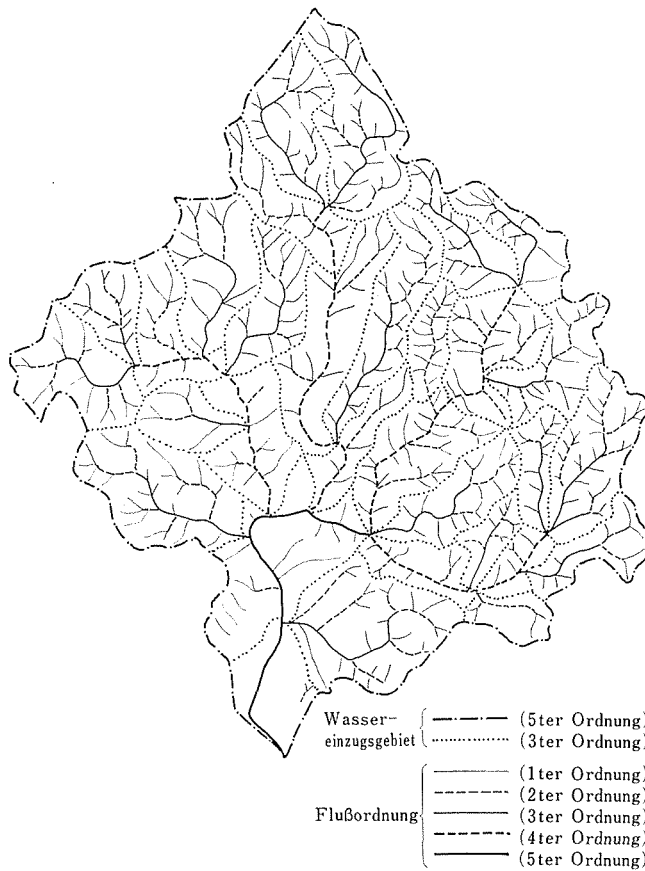 Wasser-
einzugsgebiet
(5ter Ordnung)
(3ter Ordnung)
Flußordnung
(1ter Ordnung)
(2ter Ordnung)
(3ter Ordnung)
(4ter Ordnung)
(5ter Ordnung)